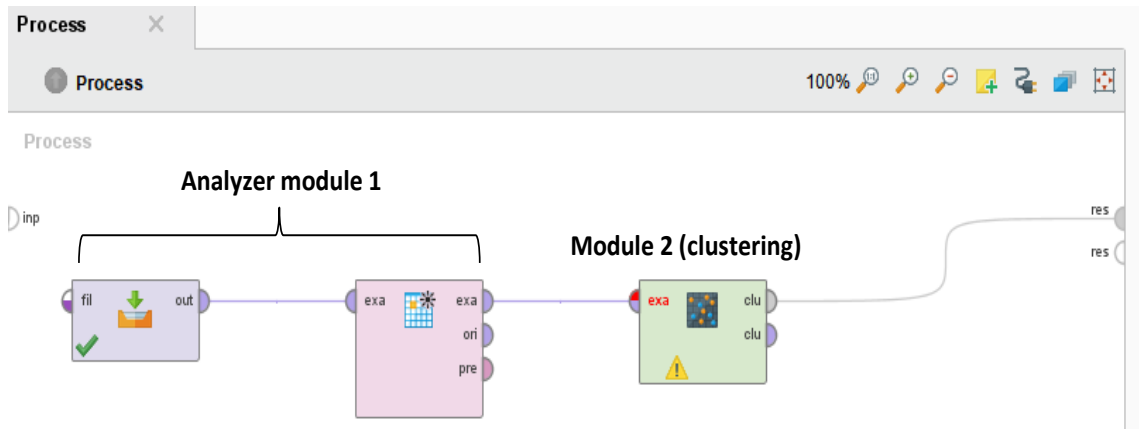 Process
Process
100%
Process
Analyzer module 1
inp
res
Module 2 (clustering)
res
fil out
exa exa
exa clu
ori
clu
pre